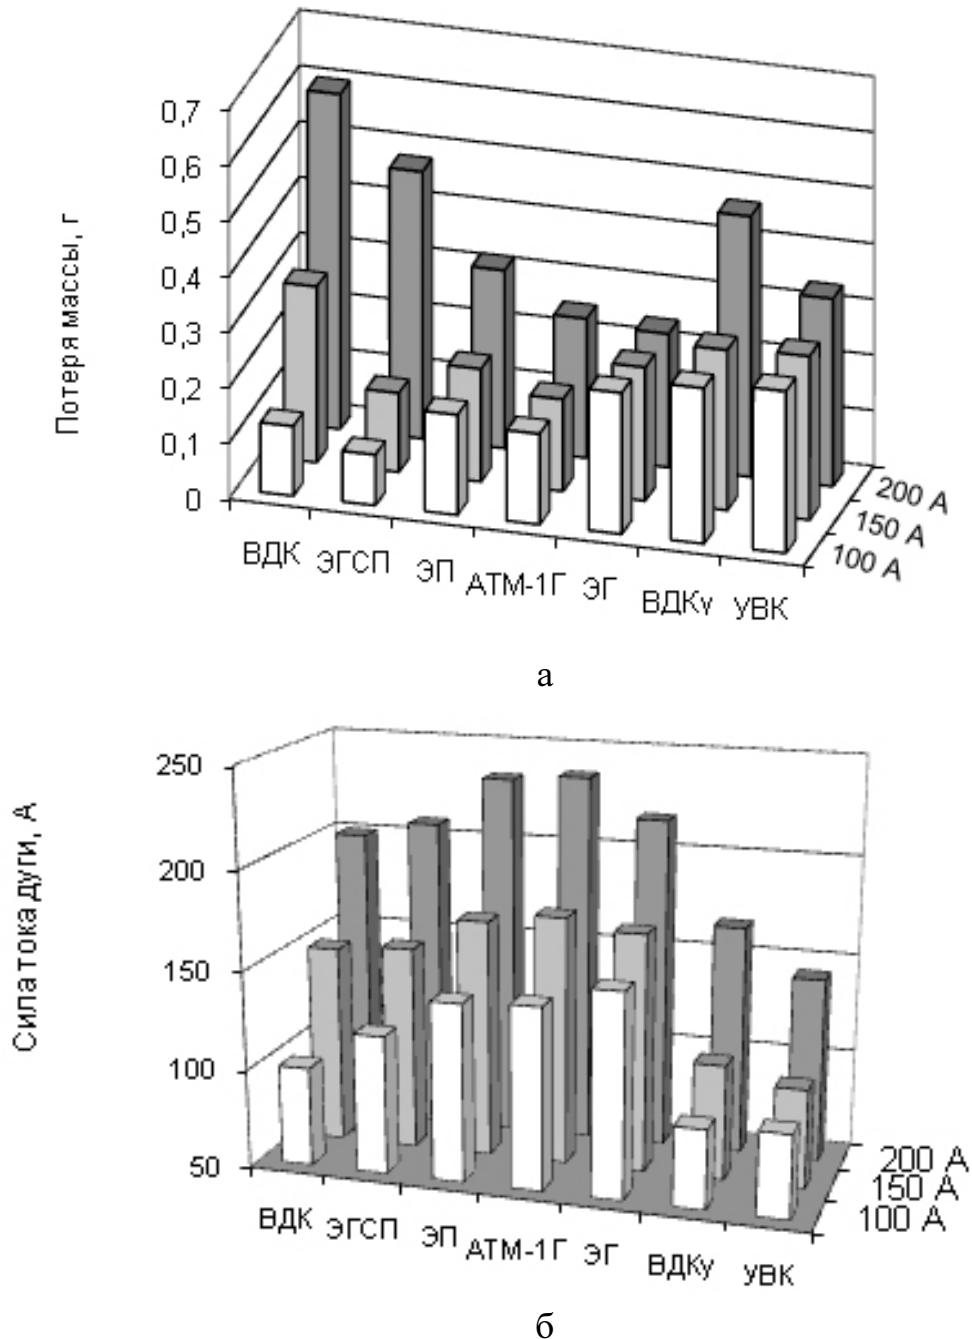 0,7
0,6
0,5
0,4
0,3
0,2
0,1
0
Потеря массы, г
200 А
150 А
100 А
ВДК ЭГСП ЭП АТМ-1Г ЭГ ВДКу УВК
а
250
200
150
100
50
Сила тока дуги, А
200 А
150 А
100 А
ВДК ЭГСП ЭП АТМ-1Г ЭГ ВДКу УВК
б